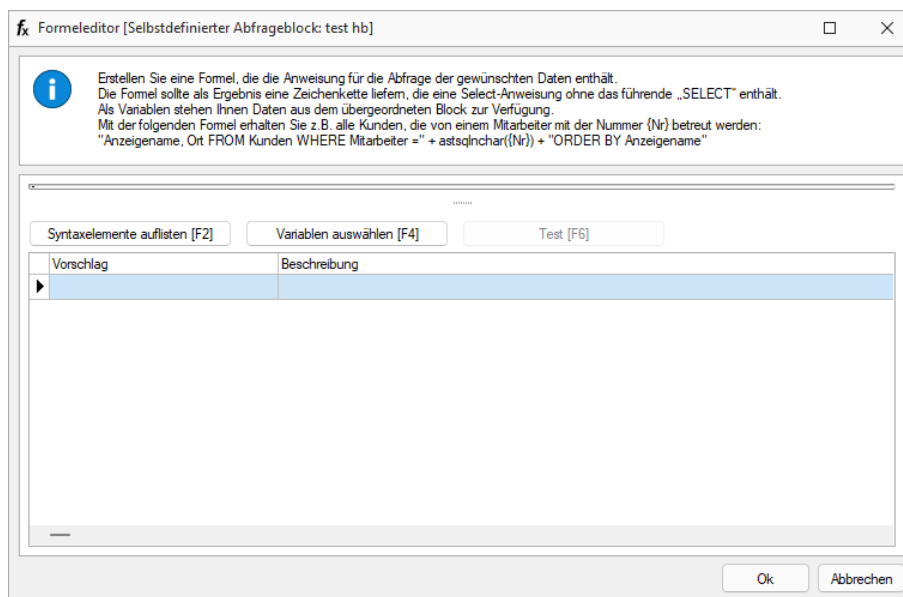 fx Formeleditor [Selbstdefinierter Abfrageblock: test hb]
Erstellen Sie eine Formel, die die Anweisung für die Abfrage der gewünschten Daten enthält.
Die Formel sollte als Ergebnis eine Zeichenkette liefern, die eine Select-Anweisung ohne das führende „SELECT" enthält.
Als Variablen stehen Ihnen Daten aus dem übergeordneten Block zur Verfügung.
Mit der folgenden Formel erhalten Sie z.B. alle Kunden, die von einem Mitarbeiter mit der Nummer {Nr} betreut werden:
"Anzeigename, Ort FROM Kunden WHERE Mitarbeiter =" + astsqlnchar({Nr}) + "ORDER BY Anzeigename"
Syntaxelemente auflisten [F2] Variablen auswählen [F4] Test [F6]
Vorschlag Beschreibung
Ok Abbrechen